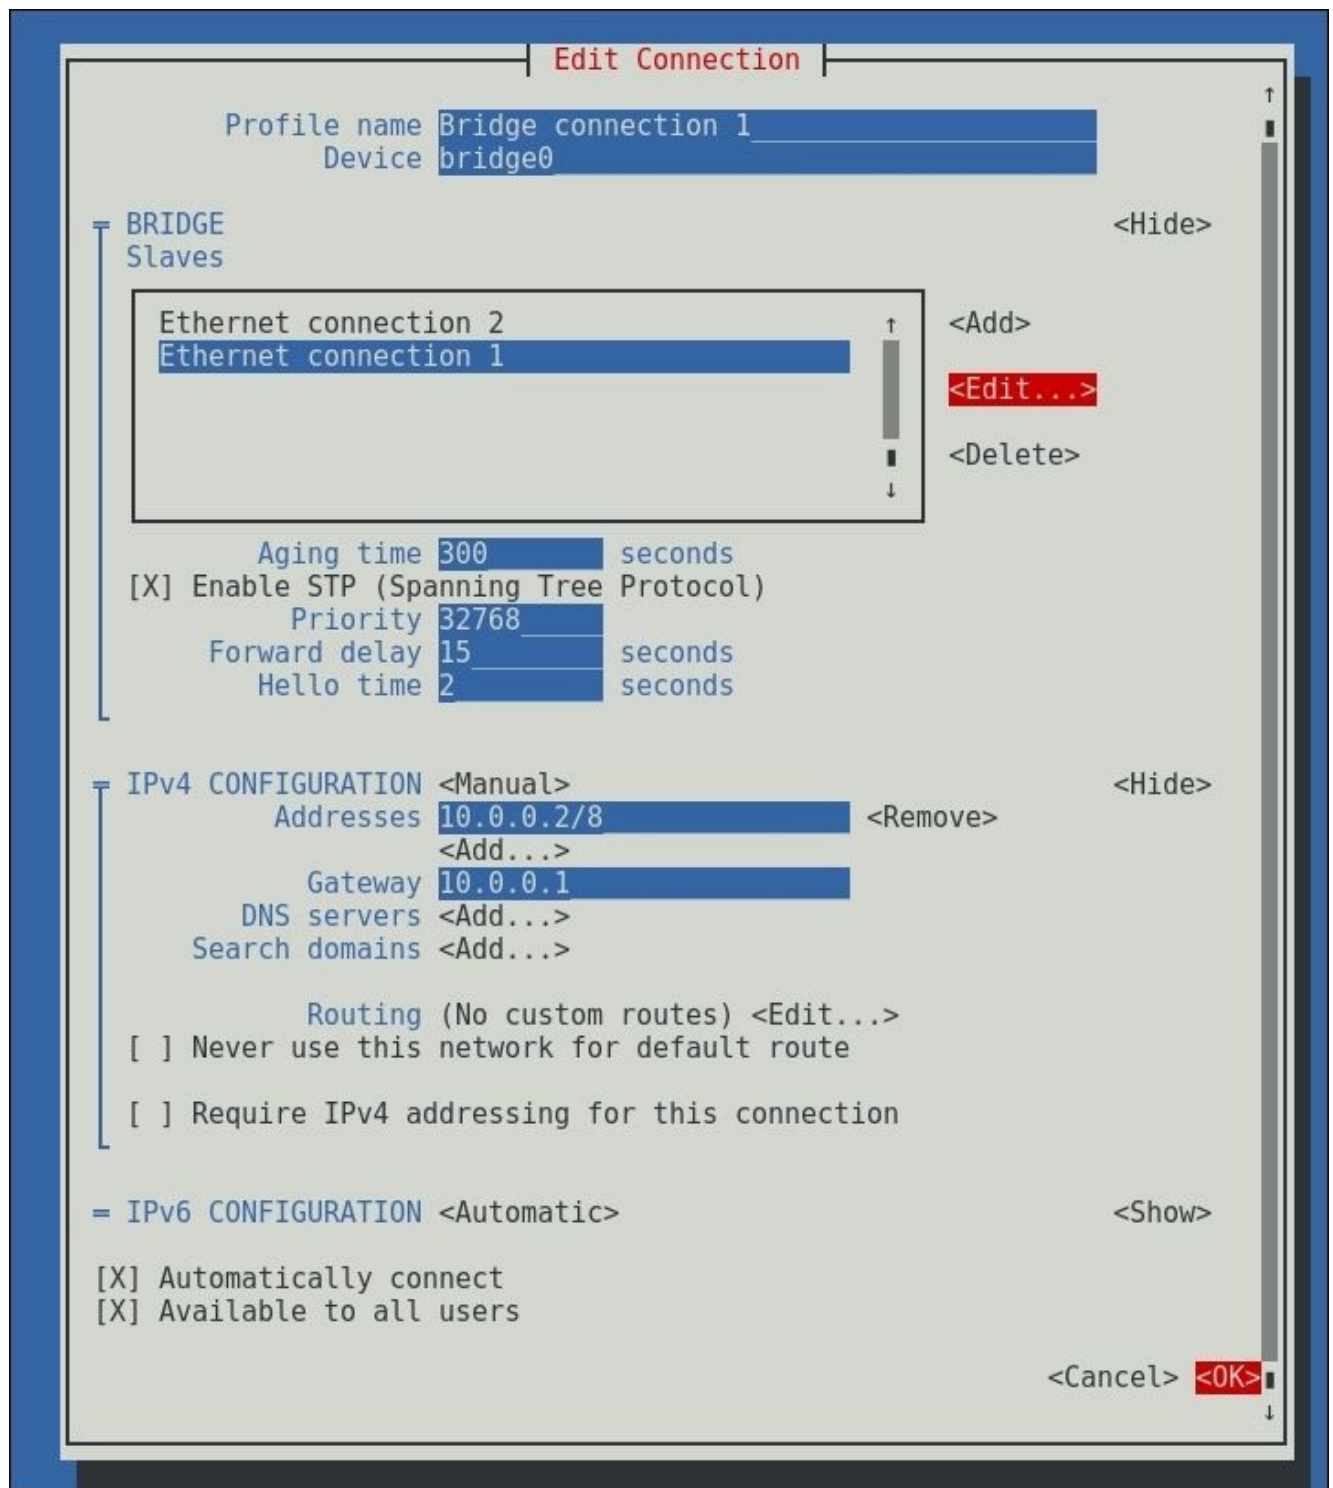 Edit Connection
Profile name Bridge connection 1
Device bridge0
BRIDGE <Hide>
Slaves
Ethernet connection 2 ↑ <Add>
Ethernet connection 1
<Edit...>
<Delete>
↓
Aging time 300 seconds
[X] Enable STP (Spanning Tree Protocol)
Priority 32768
Forward delay 15 seconds
Hello time 2 seconds
IPv4 CONFIGURATION <Manual> <Hide>
Addresses 10.0.0.2/8 <Remove>
<Add...>
Gateway 10.0.0.1
DNS servers <Add...>
Search domains <Add...>
Routing (No custom routes) <Edit...>
[ ] Never use this network for default route
[ ] Require IPv4 addressing for this connection
= IPv6 CONFIGURATION <Automatic> <Show>
[X] Automatically connect
[X] Available to all users
<Cancel> <OK>